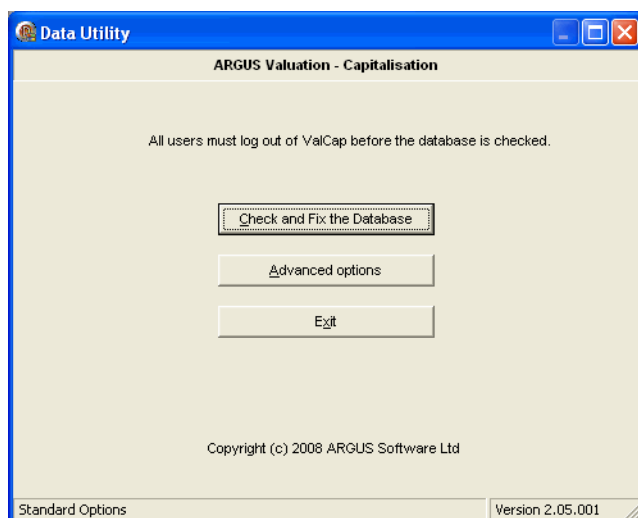 Data Utility
ARGUS Valuation - Capitalisation
All users must log out of ValCap before the database is checked.
Check and Fix the Database
Advanced options
Exit
Copyright (c) 2008 ARGUS Software Ltd
Standard Options
Version 2.05.001